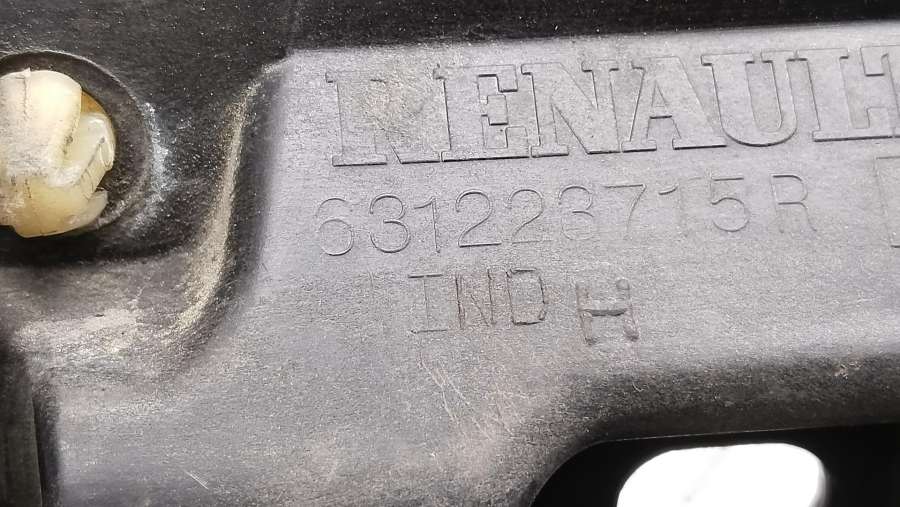 RENAULT
631223715R
IND H